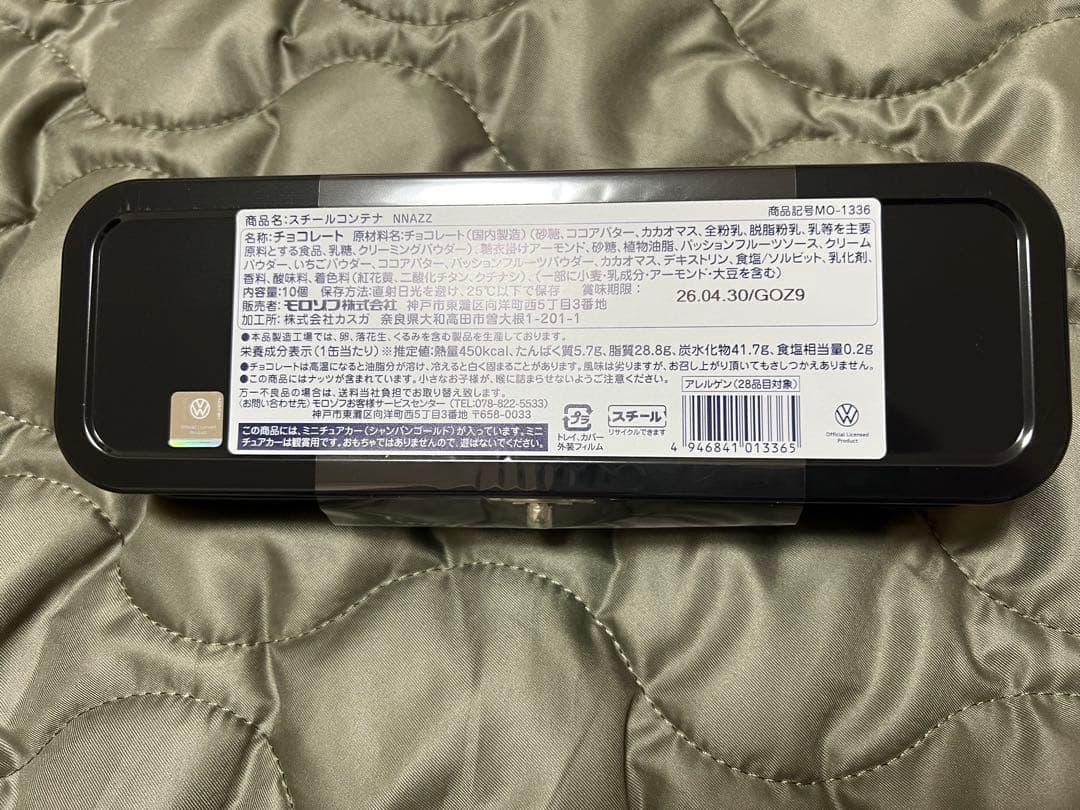 商品名:スチールコンテナ NNAZZ 商品記号MO-1336
名称:チョコレート 原材料名:チョコレート(国内製造)(砂糖、ココアバター、カカオマス、全粉乳、脱脂粉乳、乳等を主要
原料とする食品、乳糖、クリーミングパウダー)、糖衣掛けアーモンド、砂糖、植物油脂、パッションフルーツソース、クリーム
パウダー、いちごパウダー、ココアバター、パッションフルーツパウダー、カカオマス、デキストリン、食塩/ソルビット、乳化剤、
香料、酸味料、着色料(紅花黄、二酸化チタン、クチナシ)、(一部に小麦・乳成分・アーモンド・大豆を含む)
内容量:10個 保存方法:直射日光を避け、25℃以下で保存 賞味期限: 26.04.30/GOZ9
販売者:モロゾフ株式会社 神戸市東灘区向洋町西5丁目3番地
加工所:株式会社カスガ 奈良県大和高田市曽大根1-201-1
●本品製造工場では、卵、落花生、くるみを含む製品を生産しております。
栄養成分表示(1缶当たり)※推定値:熱量450kcal、たんぱく質5.7g、脂質28.8g、炭水化物41.7g、食塩相当量0.2g
●チョコレートは高温になると油脂分が溶け、冷えると白く固まることがあります。風味は劣りますが、お召し上がり頂いてもさしつかえありません。
●この商品にはナッツが含まれています。小さなお子様が、喉に詰まらせないようご注意ください。
万一不良品の場合は、送料当社負担でお取り替え致します。
〈お問い合わせ先〉モロゾフお客様サービスセンター(TEL:078-822-5533)
神戸市東灘区向洋町西5丁目3番地 〒658-0033
この商品には、ミニチュアカー(シャンパンゴールド)が入っています。ミニ
チュアカーは観賞用です。おもちゃではありませんので、遊ばないでください。
プラ
トレイ、カバー
外装フィルム
スチール
リサイクルできます
アレルゲン(28品目対象)
4 946841 013365
Official Licensed
Product
Official Licensed
Product